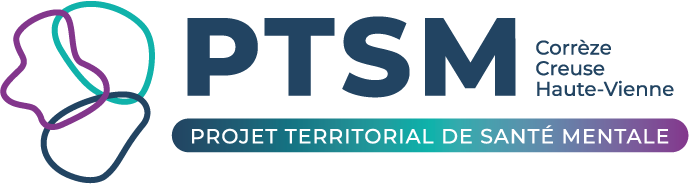 PTSM
Corrèze
Creuse
Haute-Vienne
PROJET TERRITORIAL DE SANTÉ MENTALE